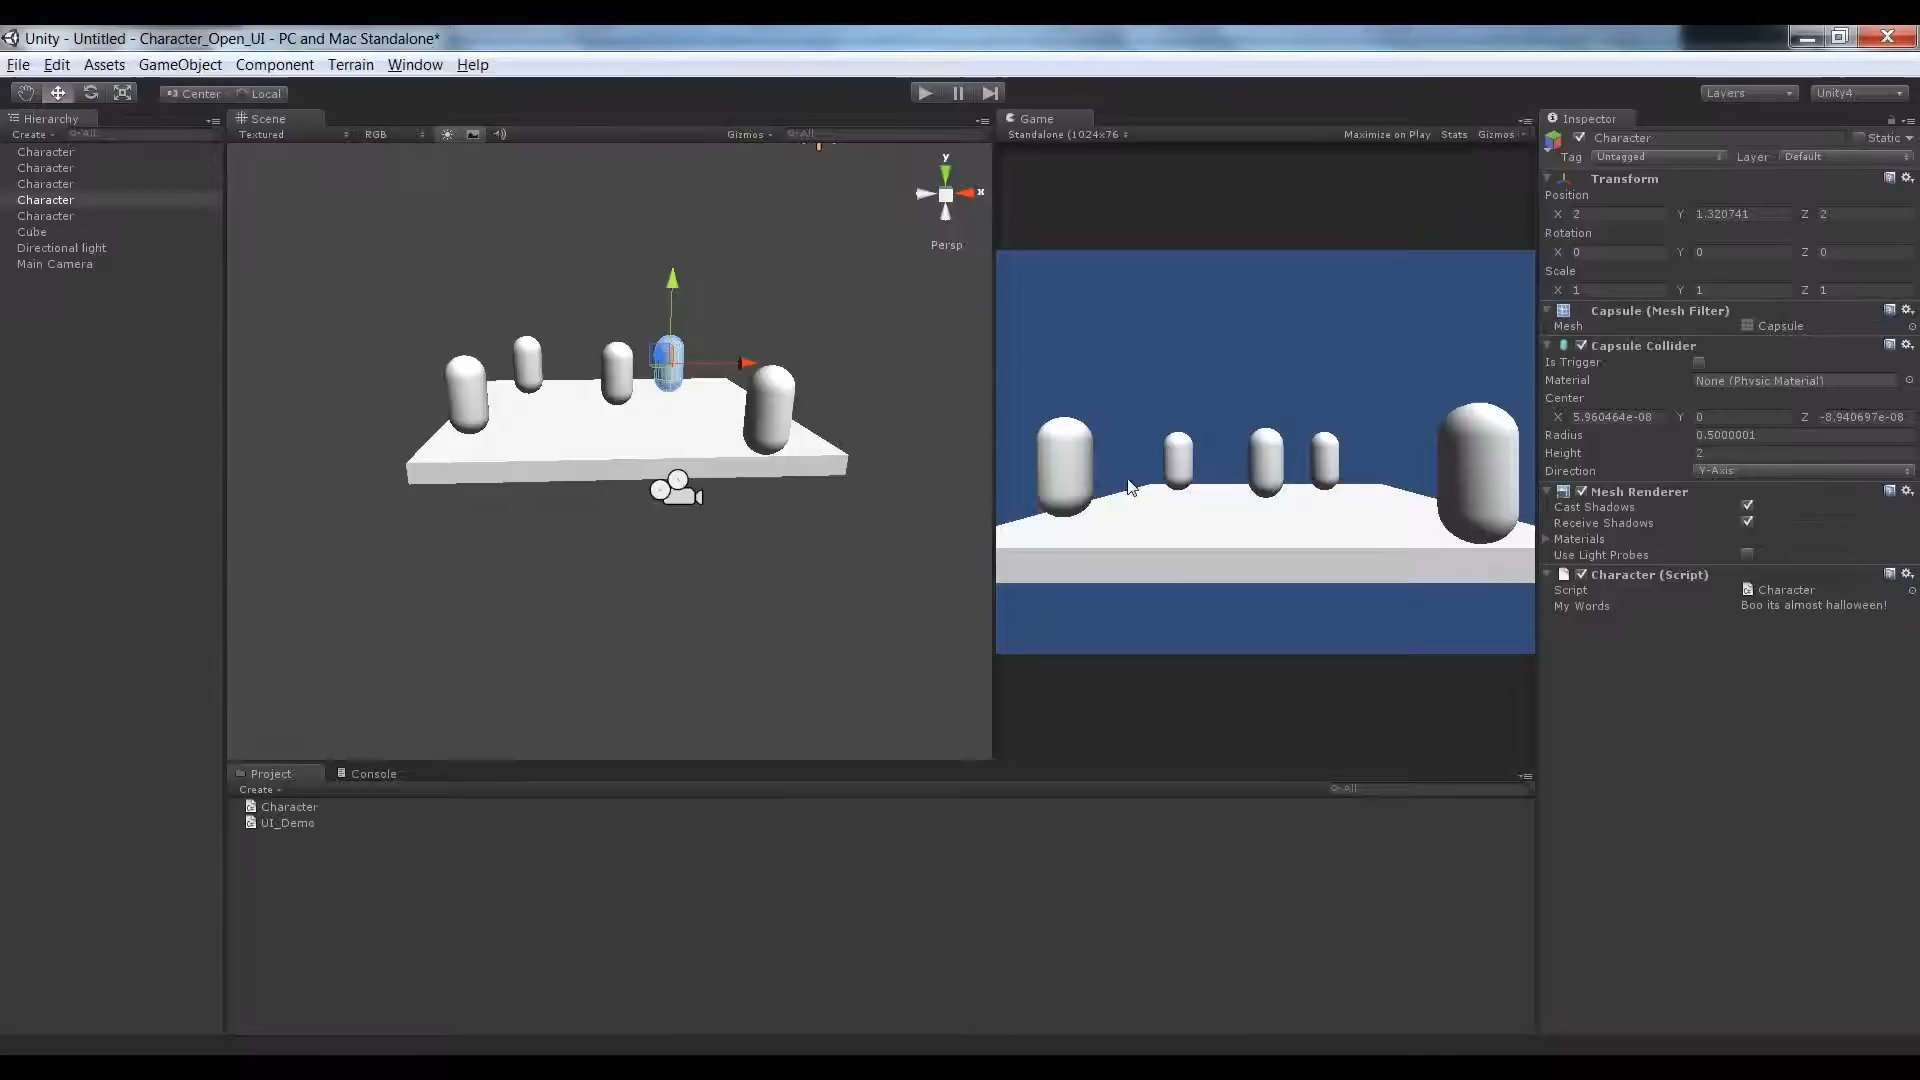 Unity - Untitled - Character_Open_UI - PC and Mac Standalone*
File Edit Assets GameObject Component Terrain Window Help
Center Local Layers Unity4
Hierarchy
Create All
Character
Character
Character
Character
Character
Cube
Directional light
Main Camera
Scene
Textured RGB Gizmos All
y
x
Persp
Game
Standalone (1024x76 Maximize on Play Stats Gizmos
Project Console
Create All
Character
UI_Demo
Inspector
Character Static
Tag Untagged Layer Default
Transform
Position
X 2 Y 1.320741 Z 2
Rotation
X 0 Y 0 Z 0
Scale
X 1 Y 1 Z 1
Capsule (Mesh Filter)
Mesh Capsule
Capsule Collider
Is Trigger
Material None (Physic Material)
Center
X 5.960464e-08 Y 0 Z -8.940697e-08
Radius 0.5000001
Height 2
Direction Y-Axis
Mesh Renderer
Cast Shadows
Receive Shadows
Materials
Use Light Probes
Character (Script)
Script Character
My Words Boo its almost halloween!